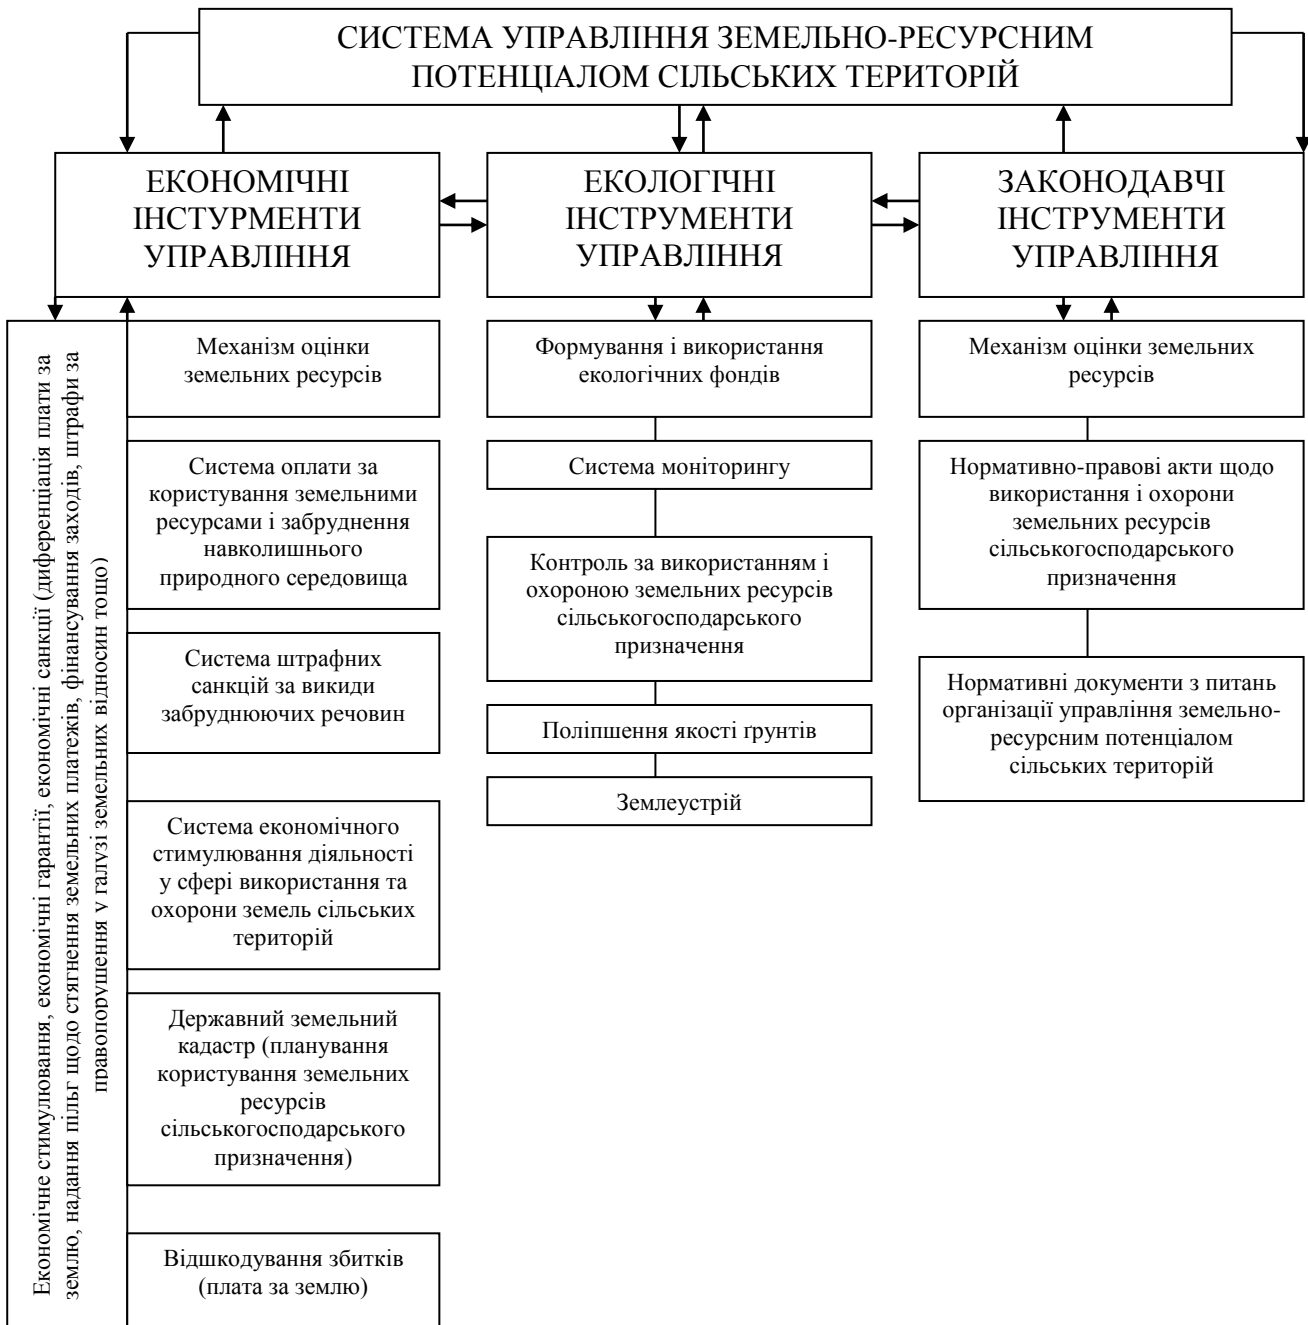 СИСТЕМА УПРАВЛІННЯ ЗЕМЕЛЬНО-РЕСУРСНИМ
ПОТЕНЦІАЛОМ СІЛЬСЬКИХ ТЕРИТОРІЙ
ЕКОНОМІЧНІ
ІНСТУРМЕНТИ
УПРАВЛІННЯ
ЕКОЛОГІЧНІ
ІНСТРУМЕНТИ
УПРАВЛІННЯ
ЗАКОНОДАВЧІ
ІНСТРУМЕНТИ
УПРАВЛІННЯ
Економічне стимулювання, економічні гарантії, економічні санкції (диференціація плати за
землю, надання пільг щодо стягнення земельних платежів, фінансування заходів, штрафи за
правопорушення у галузі земельних відносин тощо)
Механізм оцінки
земельних ресурсів
Система оплати за
користування земельними
ресурсами і забруднення
навколишнього
природного середовища
Система штрафних
санкцій за викиди
забруднюючих речовин
Система економічного
стимулювання діяльності
у сфері використання та
охорони земель сільських
територій
Державний земельний
кадастр (планування
користування земельних
ресурсів
сільськогосподарського
призначення)
Відшкодування збитків
(плата за землю)
Формування і використання
екологічних фондів
Система моніторингу
Контроль за використанням і
охороною земельних ресурсів
сільськогосподарського
призначення
Поліпшення якості ґрунтів
Землеустрій
Механізм оцінки земельних
ресурсів
Нормативно-правові акти щодо
використання і охорони
земельних ресурсів
сільськогосподарського
призначення
Нормативні документи з питань
організації управління земельно-
ресурсним потенціалом
сільських територій